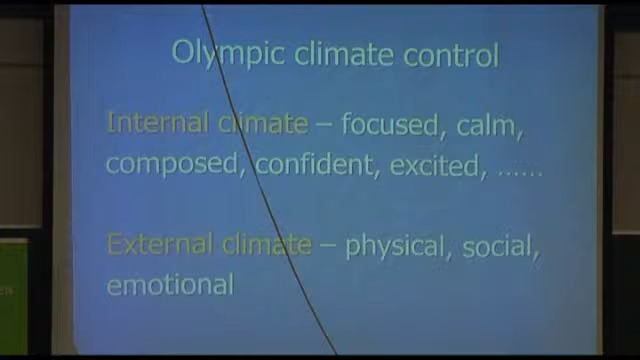 Olympic climate control
Internal climate – focused, calm,
composed, confident, excited, ......
External climate – physical, social,
emotional